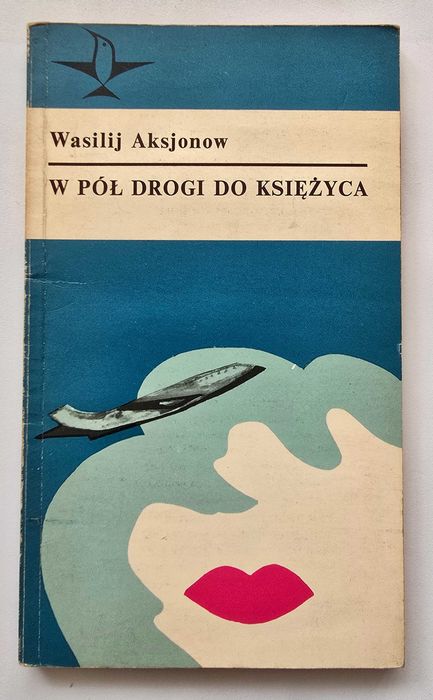 Wasilij Aksjonow
W PÓŁ DROGI DO KSIĘŻYCA